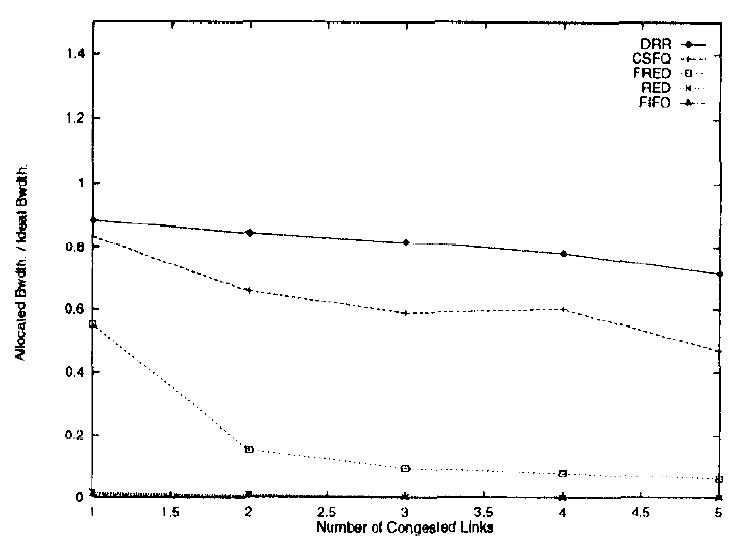 1.4
1.2
1
0.8
0.6
0.4
0.2
0
DRR
CSFQ
FRED
RED
FIFO
Allocated Bwdth. / Ideal Bwdth.
1 1.5 2 2.5 3 3.5 4 4.5 5
Number of Congested Links